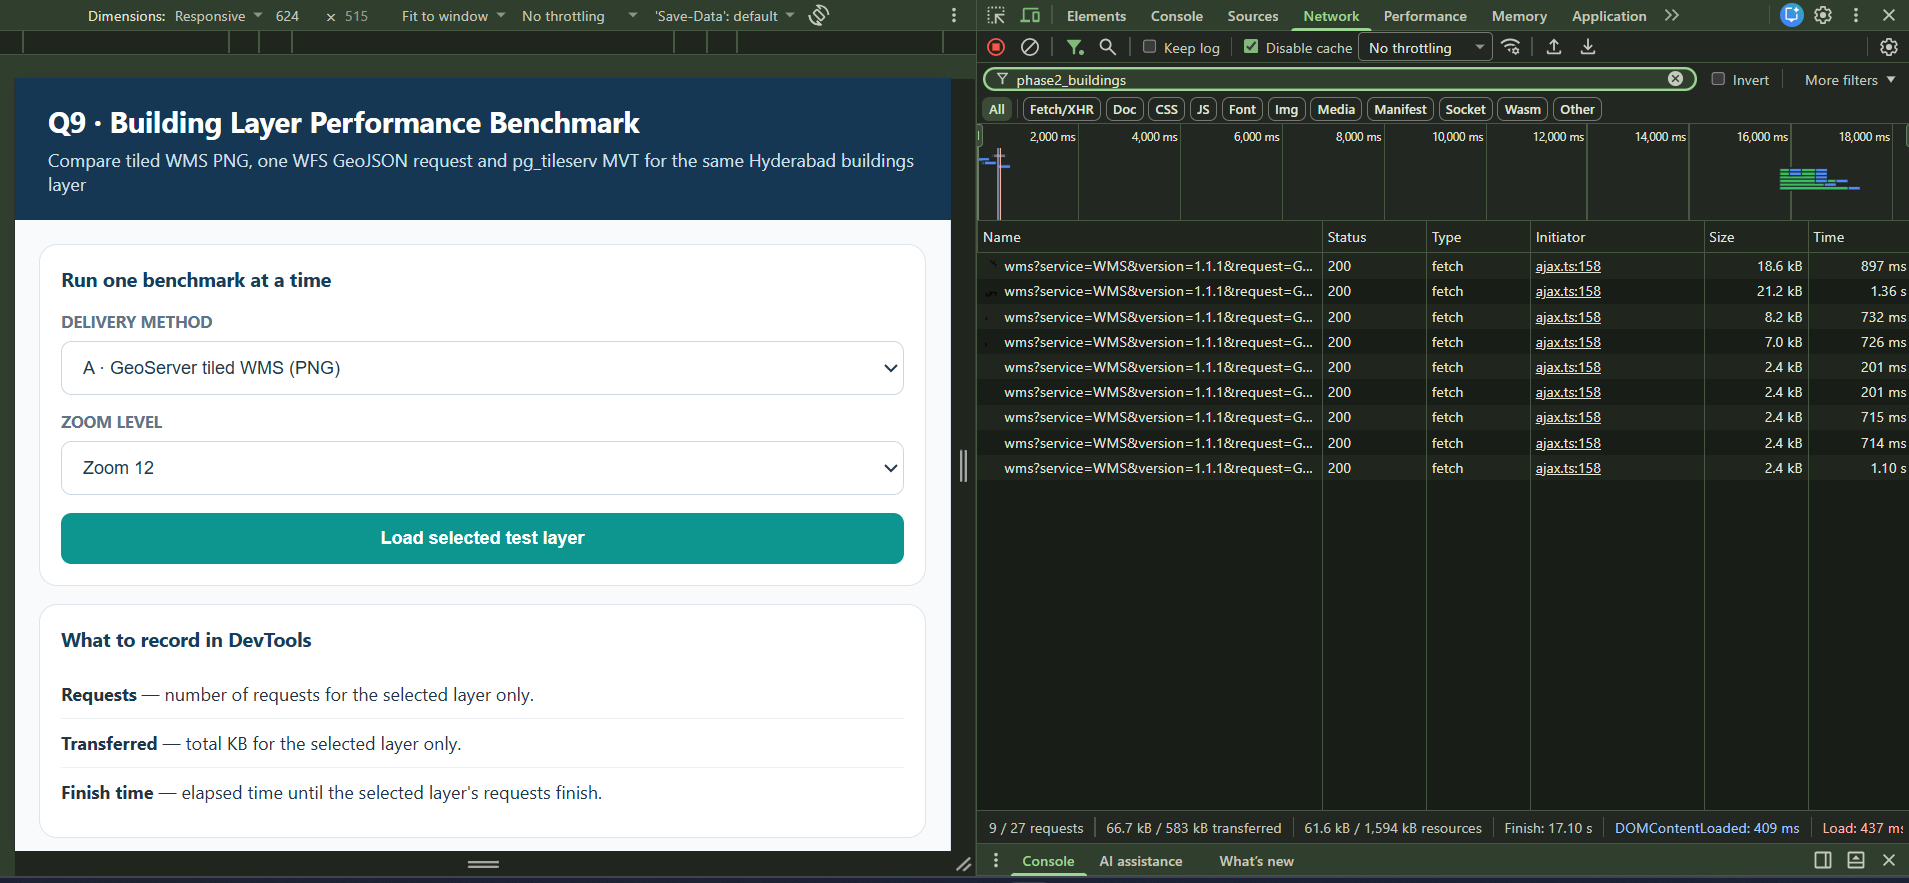 Dimensions: Responsive 624 × 515 Fit to window No throttling 'Save-Data': default
Q9 · Building Layer Performance Benchmark
Compare tiled WMS PNG, one WFS GeoJSON request and pg_tileserv MVT for the same Hyderabad buildings
layer
Run one benchmark at a time
DELIVERY METHOD
A · GeoServer tiled WMS (PNG)
ZOOM LEVEL
Zoom 12
Load selected test layer
What to record in DevTools
Requests — number of requests for the selected layer only.
Transferred — total KB for the selected layer only.
Finish time — elapsed time until the selected layer's requests finish.
Elements Console Sources Network Performance Memory Application
Keep log Disable cache No throttling
phase2_buildings Invert More filters
All Fetch/XHR Doc CSS JS Font Img Media Manifest Socket Wasm Other
2,000 ms 4,000 ms 6,000 ms 8,000 ms 10,000 ms 12,000 ms 14,000 ms 16,000 ms 18,000 ms
Name Status Type Initiator Size Time
wms?service=WMS&version=1.1.1&request=G... 200 fetch ajax.ts:158 18.6 kB 897 ms
wms?service=WMS&version=1.1.1&request=G... 200 fetch ajax.ts:158 21.2 kB 1.36 s
wms?service=WMS&version=1.1.1&request=G... 200 fetch ajax.ts:158 8.2 kB 732 ms
wms?service=WMS&version=1.1.1&request=G... 200 fetch ajax.ts:158 7.0 kB 726 ms
wms?service=WMS&version=1.1.1&request=G... 200 fetch ajax.ts:158 2.4 kB 201 ms
wms?service=WMS&version=1.1.1&request=G... 200 fetch ajax.ts:158 2.4 kB 201 ms
wms?service=WMS&version=1.1.1&request=G... 200 fetch ajax.ts:158 2.4 kB 715 ms
wms?service=WMS&version=1.1.1&request=G... 200 fetch ajax.ts:158 2.4 kB 714 ms
wms?service=WMS&version=1.1.1&request=G... 200 fetch ajax.ts:158 2.4 kB 1.10 s
9 / 27 requests 66.7 kB / 583 kB transferred 61.6 kB / 1,594 kB resources Finish: 17.10 s DOMContentLoaded: 409 ms Load: 437 ms
Console AI assistance What's new